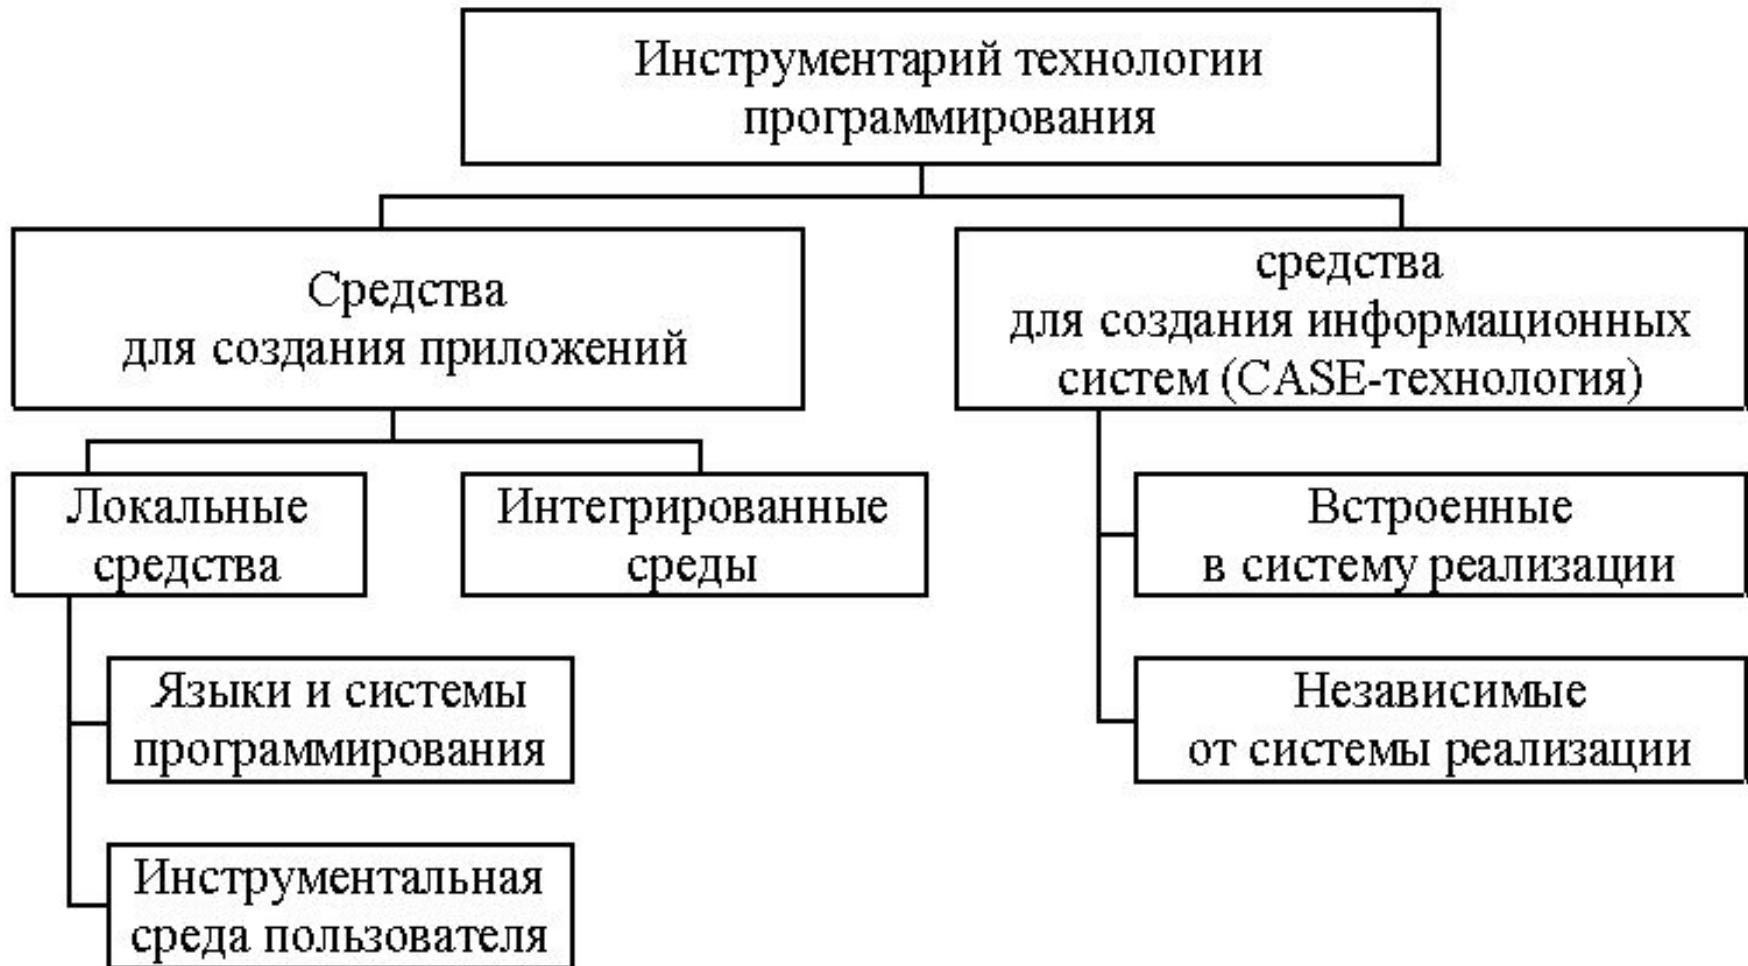 Инструментарий технологии
программирования
Средства
для создания приложений
средства
для создания информационных
систем (CASE-технология)
Локальные
средства
Интегрированные
среды
Встроенные
в систему реализации
Языки и системы
программирования
Независимые
от системы реализации
Инструментальная
среда пользователя